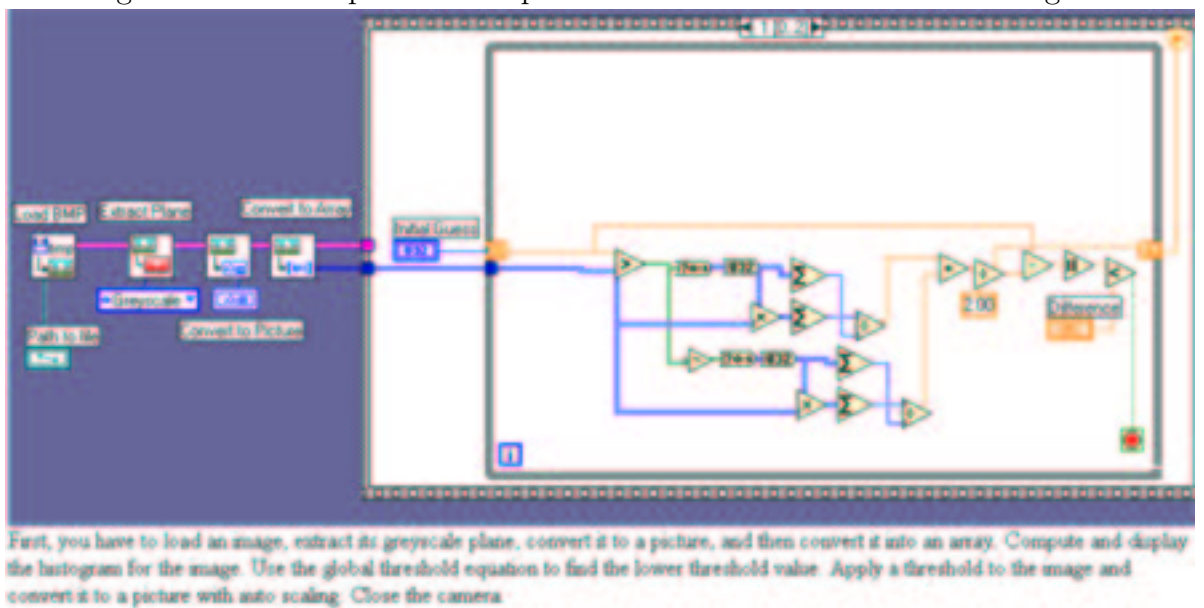 1 [0..2]
Load BMP
Extract Plane
Convert to Array
Initial Guess
Greyscale
Path to file
Convert to Picture
2.00
Difference
i
First, you have to load an image, extract its greyscale plane, convert it to a picture, and then convert it into an array. Compute and display
the histogram for the image. Use the global threshold equation to find the lower threshold value. Apply a threshold to the image and
convert it to a picture with auto scaling. Close the camera.